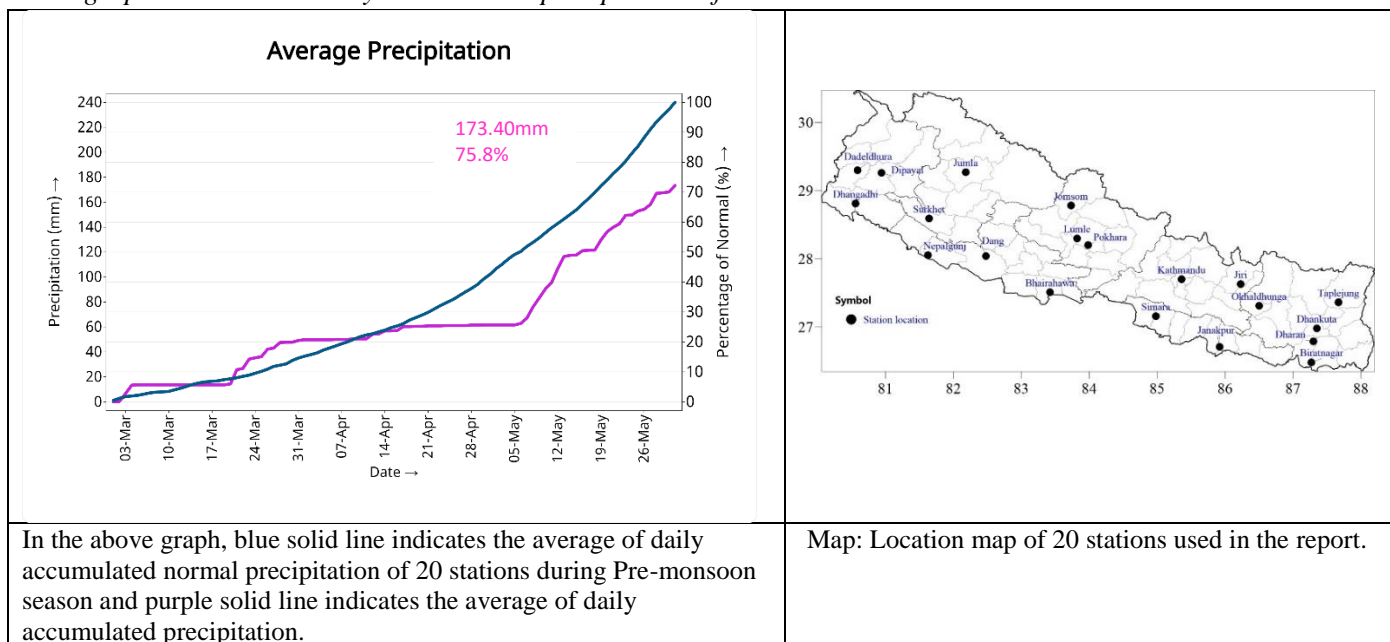 Average Precipitation
173.40mm
75.8%
Precipitation (mm) →
240
220
200
180
160
140
120
100
80
60
40
20
0
100
90
80
70
60
50
40
30
20
10
0
Percentage of Normal (%) →
03-Mar
10-Mar
17-Mar
24-Mar
31-Mar
07-Apr
14-Apr
21-Apr
28-Apr
05-May
12-May
19-May
26-May
Date →
30
29
28
27
Dadeldhura
Dipayal
Jumla
Dhangadhi
Surkhet
Jomsom
Lumle
Pokhara
Nepalgunj
Dang
Bhairahawa
Kathmandu
Jiri
Okhaldhunga
Taplejung
Simara
Janakpur
Dhankuta
Dharan
Biratnagar
Symbol
Station location
81 82 83 84 85 86 87 88
In the above graph, blue solid line indicates the average of daily
accumulated normal precipitation of 20 stations during Pre-monsoon
season and purple solid line indicates the average of daily
accumulated precipitation.
Map: Location map of 20 stations used in the report.